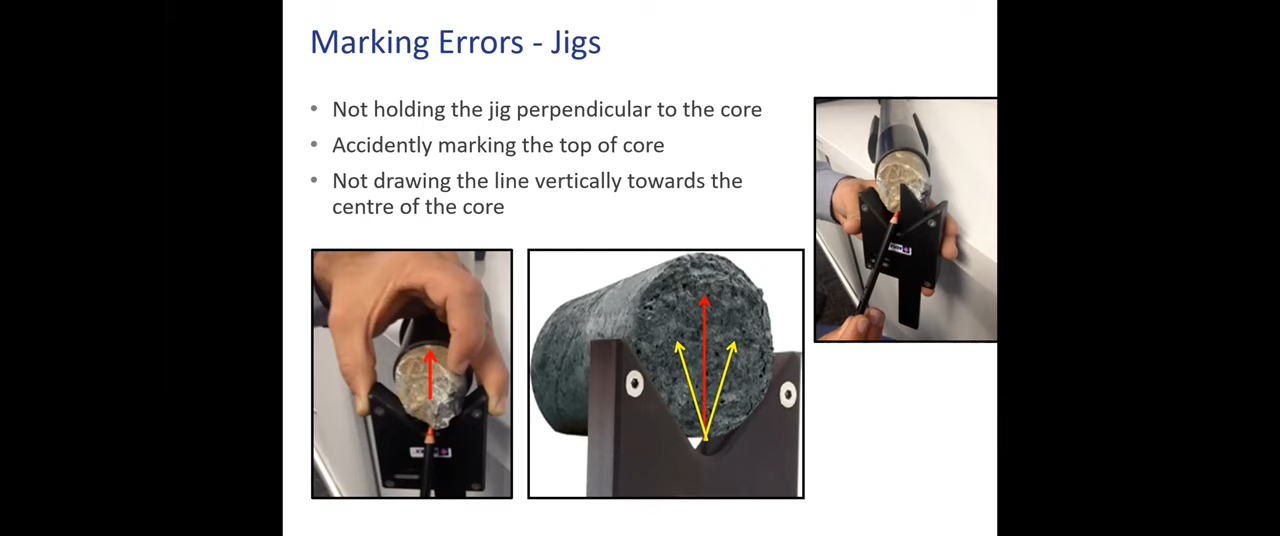 Marking Errors - Jigs
• Not holding the jig perpendicular to the core
• Accidently marking the top of core
• Not drawing the line vertically towards the
centre of the core